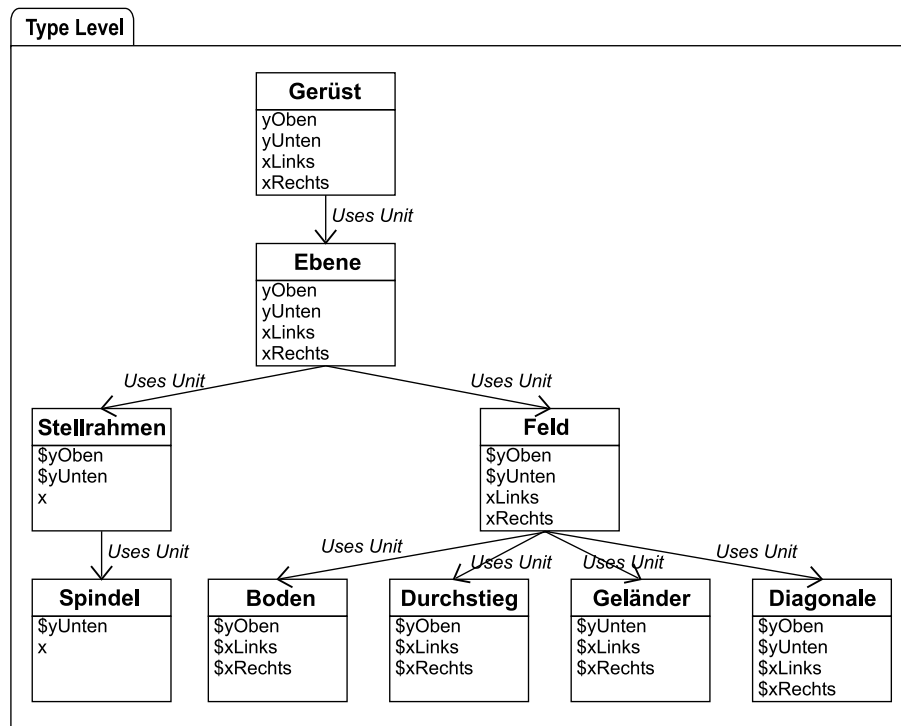 Type Level
Gerüst
yOben
yUnten
xLinks
xRechts
Uses Unit
Ebene
yOben
yUnten
xLinks
xRechts
Uses Unit
Uses Unit
Stellrahmen
$yOben
$yUnten
x
Feld
$yOben
$yUnten
xLinks
xRechts
Uses Unit
Uses Unit
Uses Unit
Uses Unit
Uses Unit
Spindel
$yUnten
x
Boden
$yOben
$xLinks
$xRechts
Durchstieg
$yOben
$xLinks
$xRechts
Geländer
$yUnten
$xLinks
$xRechts
Diagonale
$yOben
$yUnten
$xLinks
$xRechts